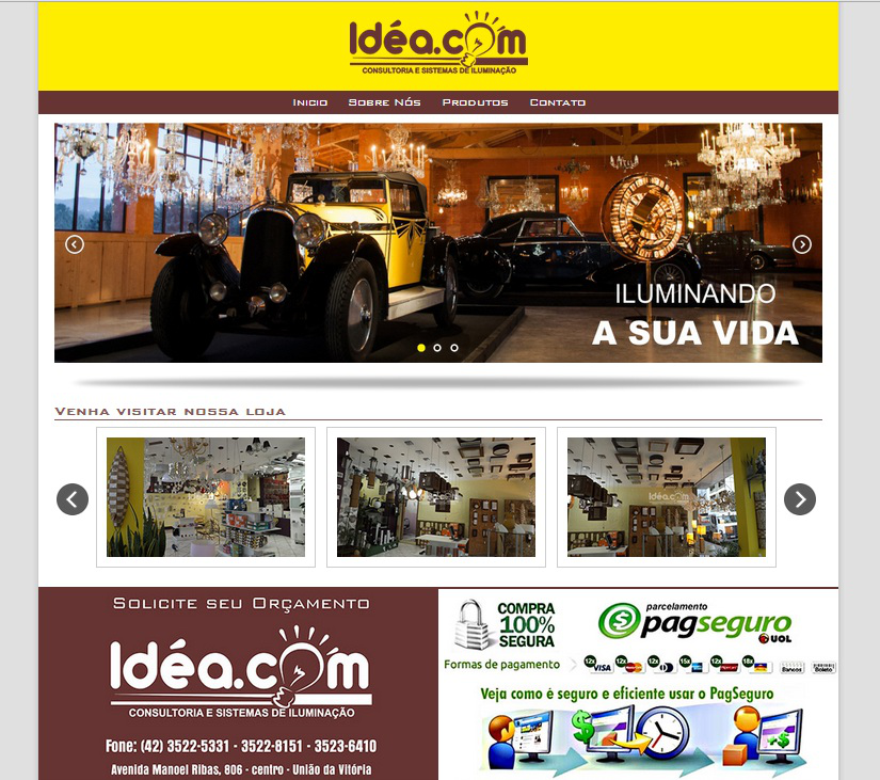 Idéa.com
CONSULTORIA E SISTEMAS DE ILUMINAÇÃO
Inicio Sobre Nós Produtos Contato
ILUMINANDO
A SUA VIDA
Venha visitar nossa loja
Idéa.com
Solicite seu Orçamento
Idéa.com
CONSULTORIA E SISTEMAS DE ILUMINAÇÃO
Fone: (42) 3522-5331 - 3522-8151 - 3523-6410
Avenida Manoel Ribas, 806 - centro - União da Vitória
COMPRA
100%
SEGURA
parcelamento
pagseguro
UOL
Formas de pagamento
12x VISA 12x 12x 15x 12x 18x Bancos Boleto
Veja como é seguro e eficiente usar o PagSeguro